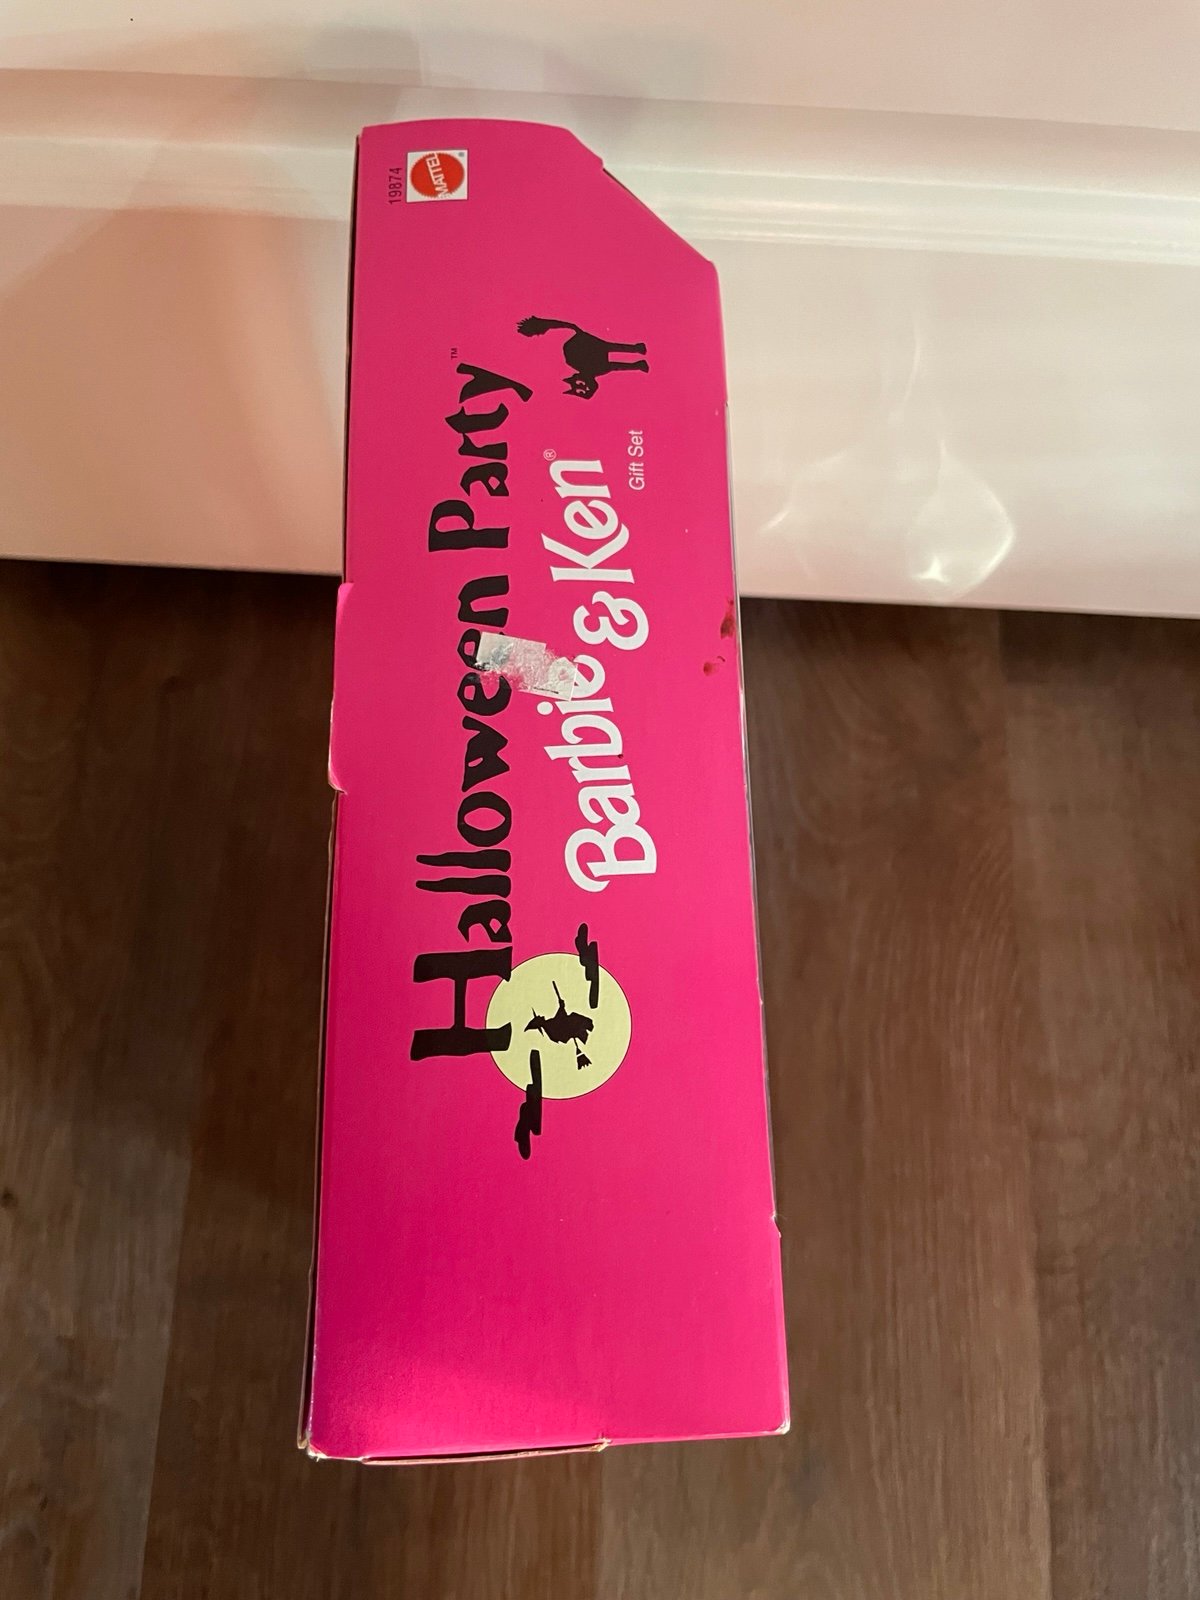 Halloween Party™
Barbie & Ken®
Gift Set
19874
MATTEL®